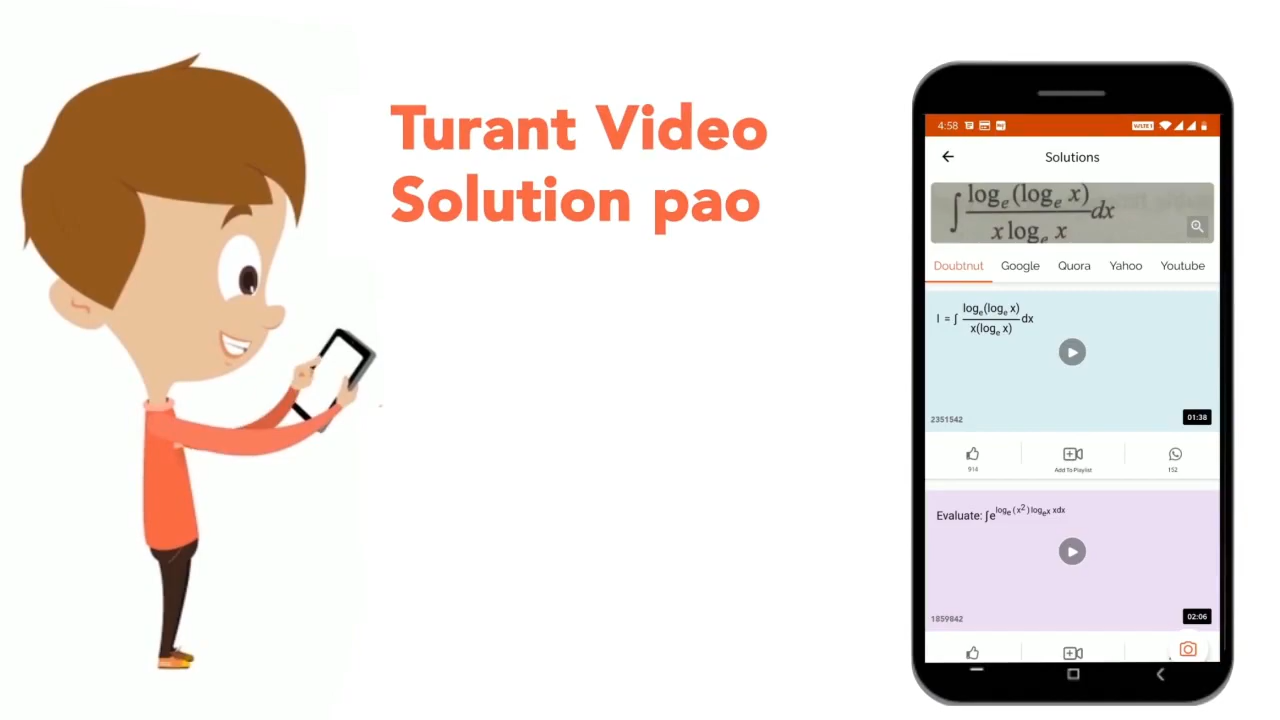 Turant Video
Solution pao
4:58
VoLTE1
Solutions
∫ logₑ(logₑ x) / x logₑ x dx
Doubtnut Google Quora Yahoo Youtube
I = ∫ logₑ(logₑ x) / x(logₑ x) dx
2351542 01:38
914 Add To Playlist 152
Evaluate: ∫e^logₑ(x²)logₑx xdx
1859842 02:06